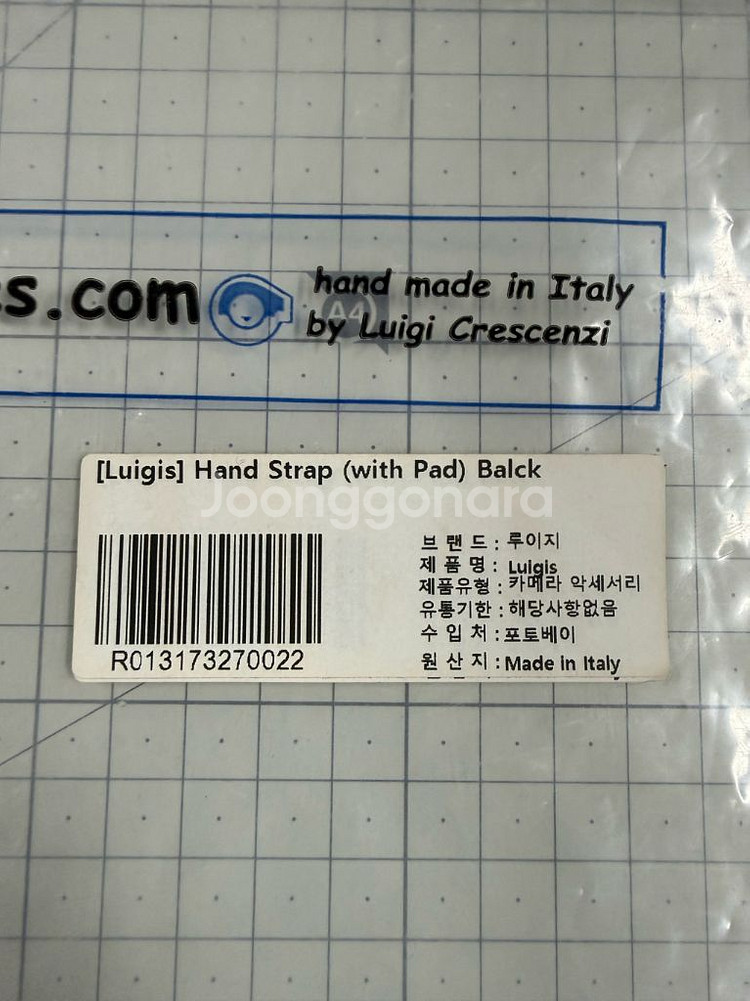 s.com
hand made in Italy
by Luigi Crescenzi
A4)
[Luigis] Hand Strap (with Pad) Balck
Joonggonara
브 랜 드 : 루이지
제 품 명 : Luigis
제품유형 : 카메라 악세서리
유통기한 : 해당사항없음
수 입 처 : 포토베이
원 산 지 : Made in Italy
R013173270022